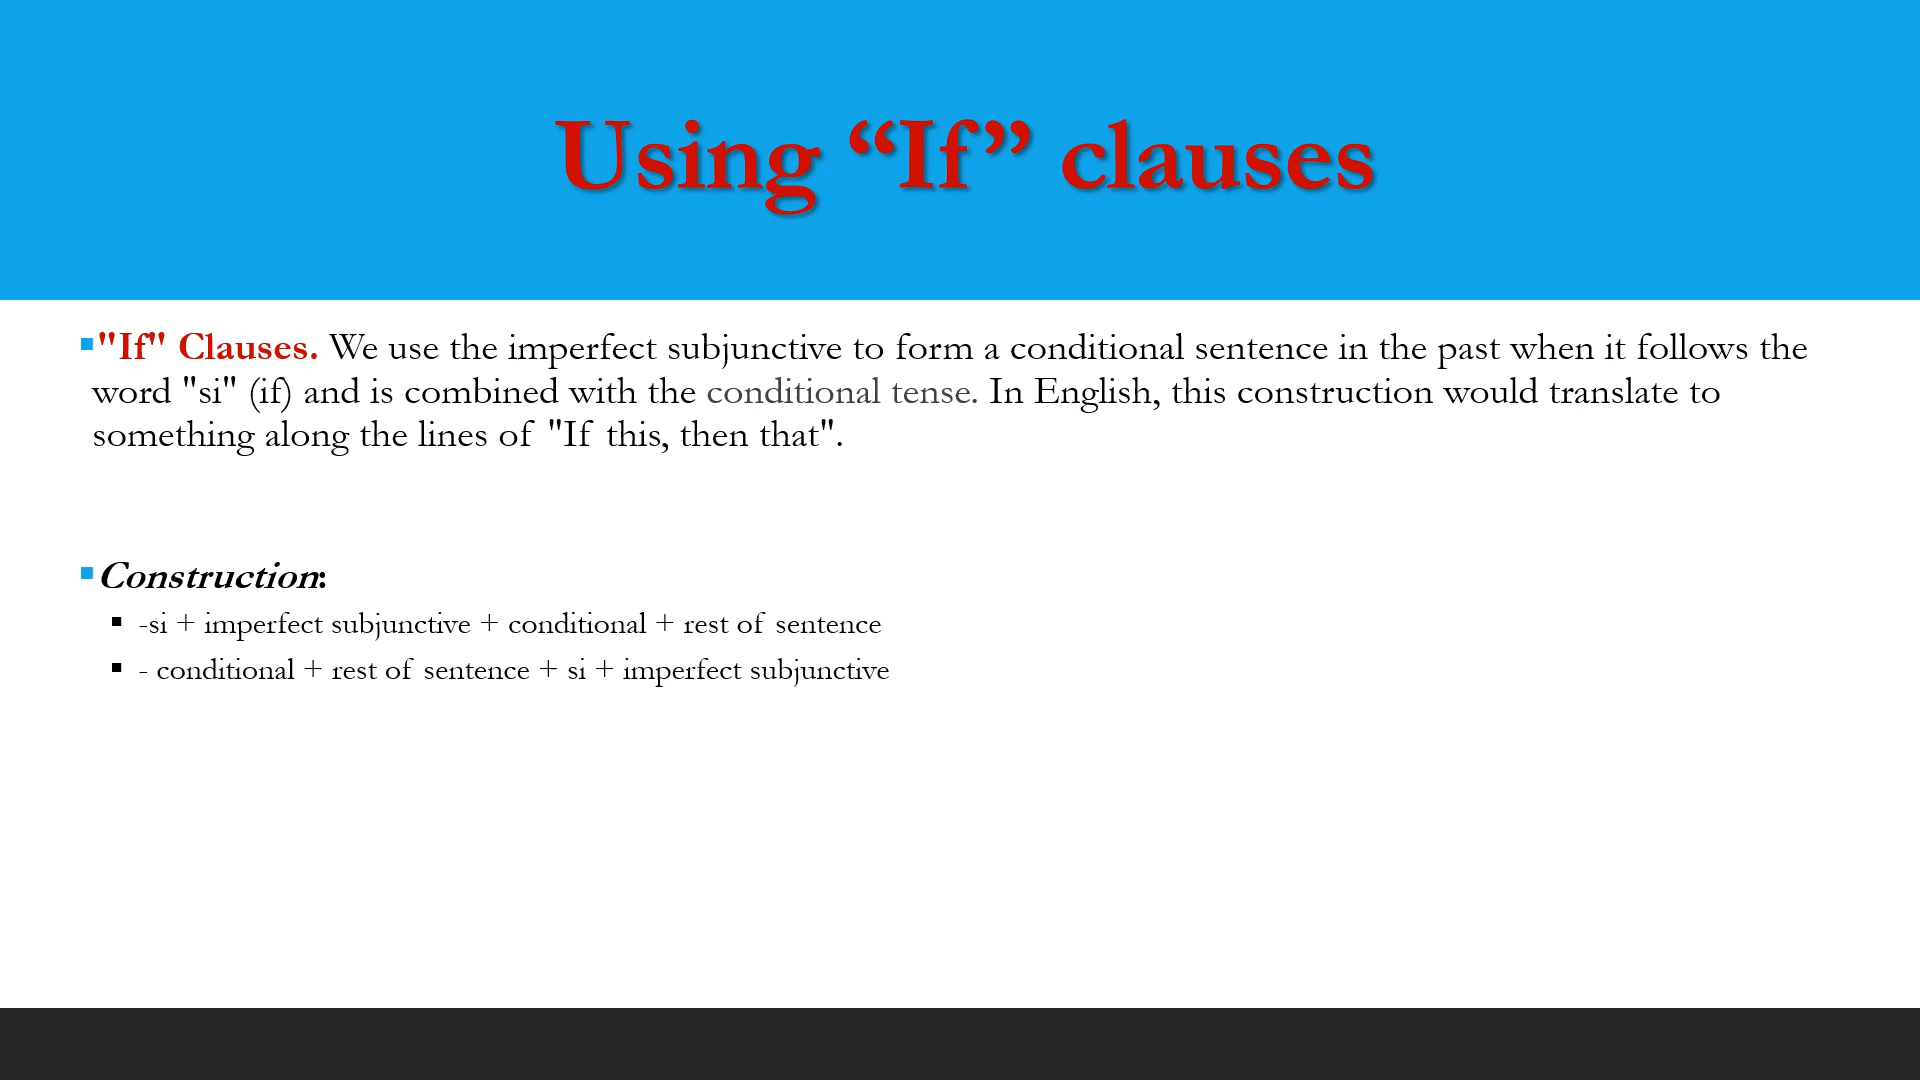 Using “If” clauses
▪"If" Clauses. We use the imperfect subjunctive to form a conditional sentence in the past when it follows the
word "si" (if) and is combined with the conditional tense. In English, this construction would translate to
something along the lines of "If this, then that".
▪Construction:
▪ -si + imperfect subjunctive + conditional + rest of sentence
▪ - conditional + rest of sentence + si + imperfect subjunctive